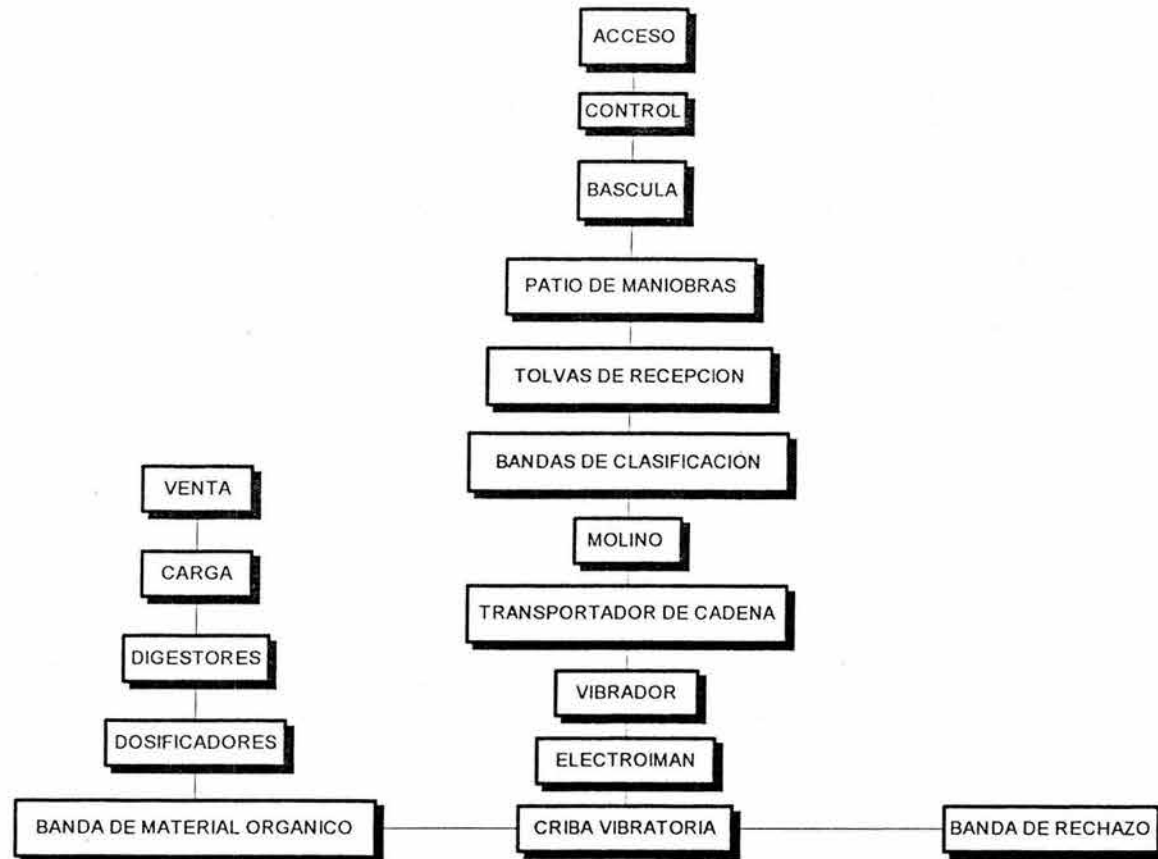 ACCESO
CONTROL
BASCULA
PATIO DE MANIOBRAS
TOLVAS DE RECEPCION
BANDAS DE CLASIFICACIÓN
VENTA
MOLINO
CARGA
TRANSPORTADOR DE CADENA
DIGESTORES
VIBRADOR
DOSIFICADORES
ELECTROIMAN
BANDA DE MATERIAL ORGANICO
CRIBA VIBRATORIA
BANDA DE RECHAZO